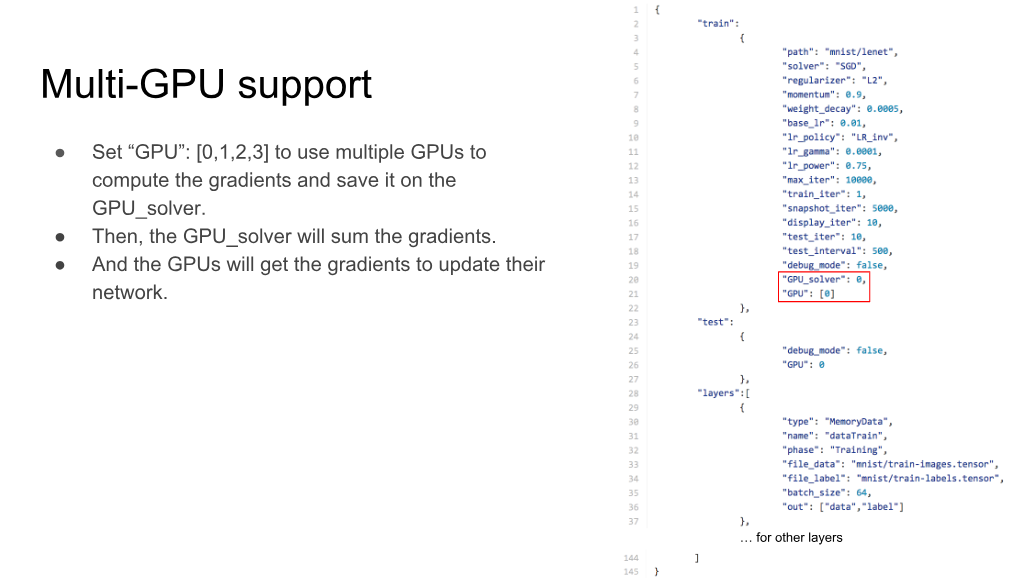 Multi-GPU support
● Set “GPU”: [0,1,2,3] to use multiple GPUs to
compute the gradients and save it on the
GPU_solver.
● Then, the GPU_solver will sum the gradients.
● And the GPUs will get the gradients to update their
network.
1 {
2 "train":
3 {
4 "path": "mnist/lenet",
5 "solver": "SGD",
6 "regularizer": "L2",
7 "momentum": 0.9,
8 "weight_decay": 0.0005,
9 "base_lr": 0.01,
10 "lr_policy": "LR_inv",
11 "lr_gamma": 0.0001,
12 "lr_power": 0.75,
13 "max_iter": 10000,
14 "train_iter": 1,
15 "snapshot_iter": 5000,
16 "display_iter": 10,
17 "test_iter": 10,
18 "test_interval": 500,
19 "debug_mode": false,
20 "GPU_solver": 0,
21 "GPU": [0]
22 },
23 "test":
24 {
25 "debug_mode": false,
26 "GPU": 0
27 },
28 "layers":[
29 {
30 "type": "MemoryData",
31 "name": "dataTrain",
32 "phase": "Training",
33 "file_data": "mnist/train-images.tensor",
34 "file_label": "mnist/train-labels.tensor",
35 "batch_size": 64,
36 "out": ["data","label"]
37 },
… for other layers
144 ]
145 }